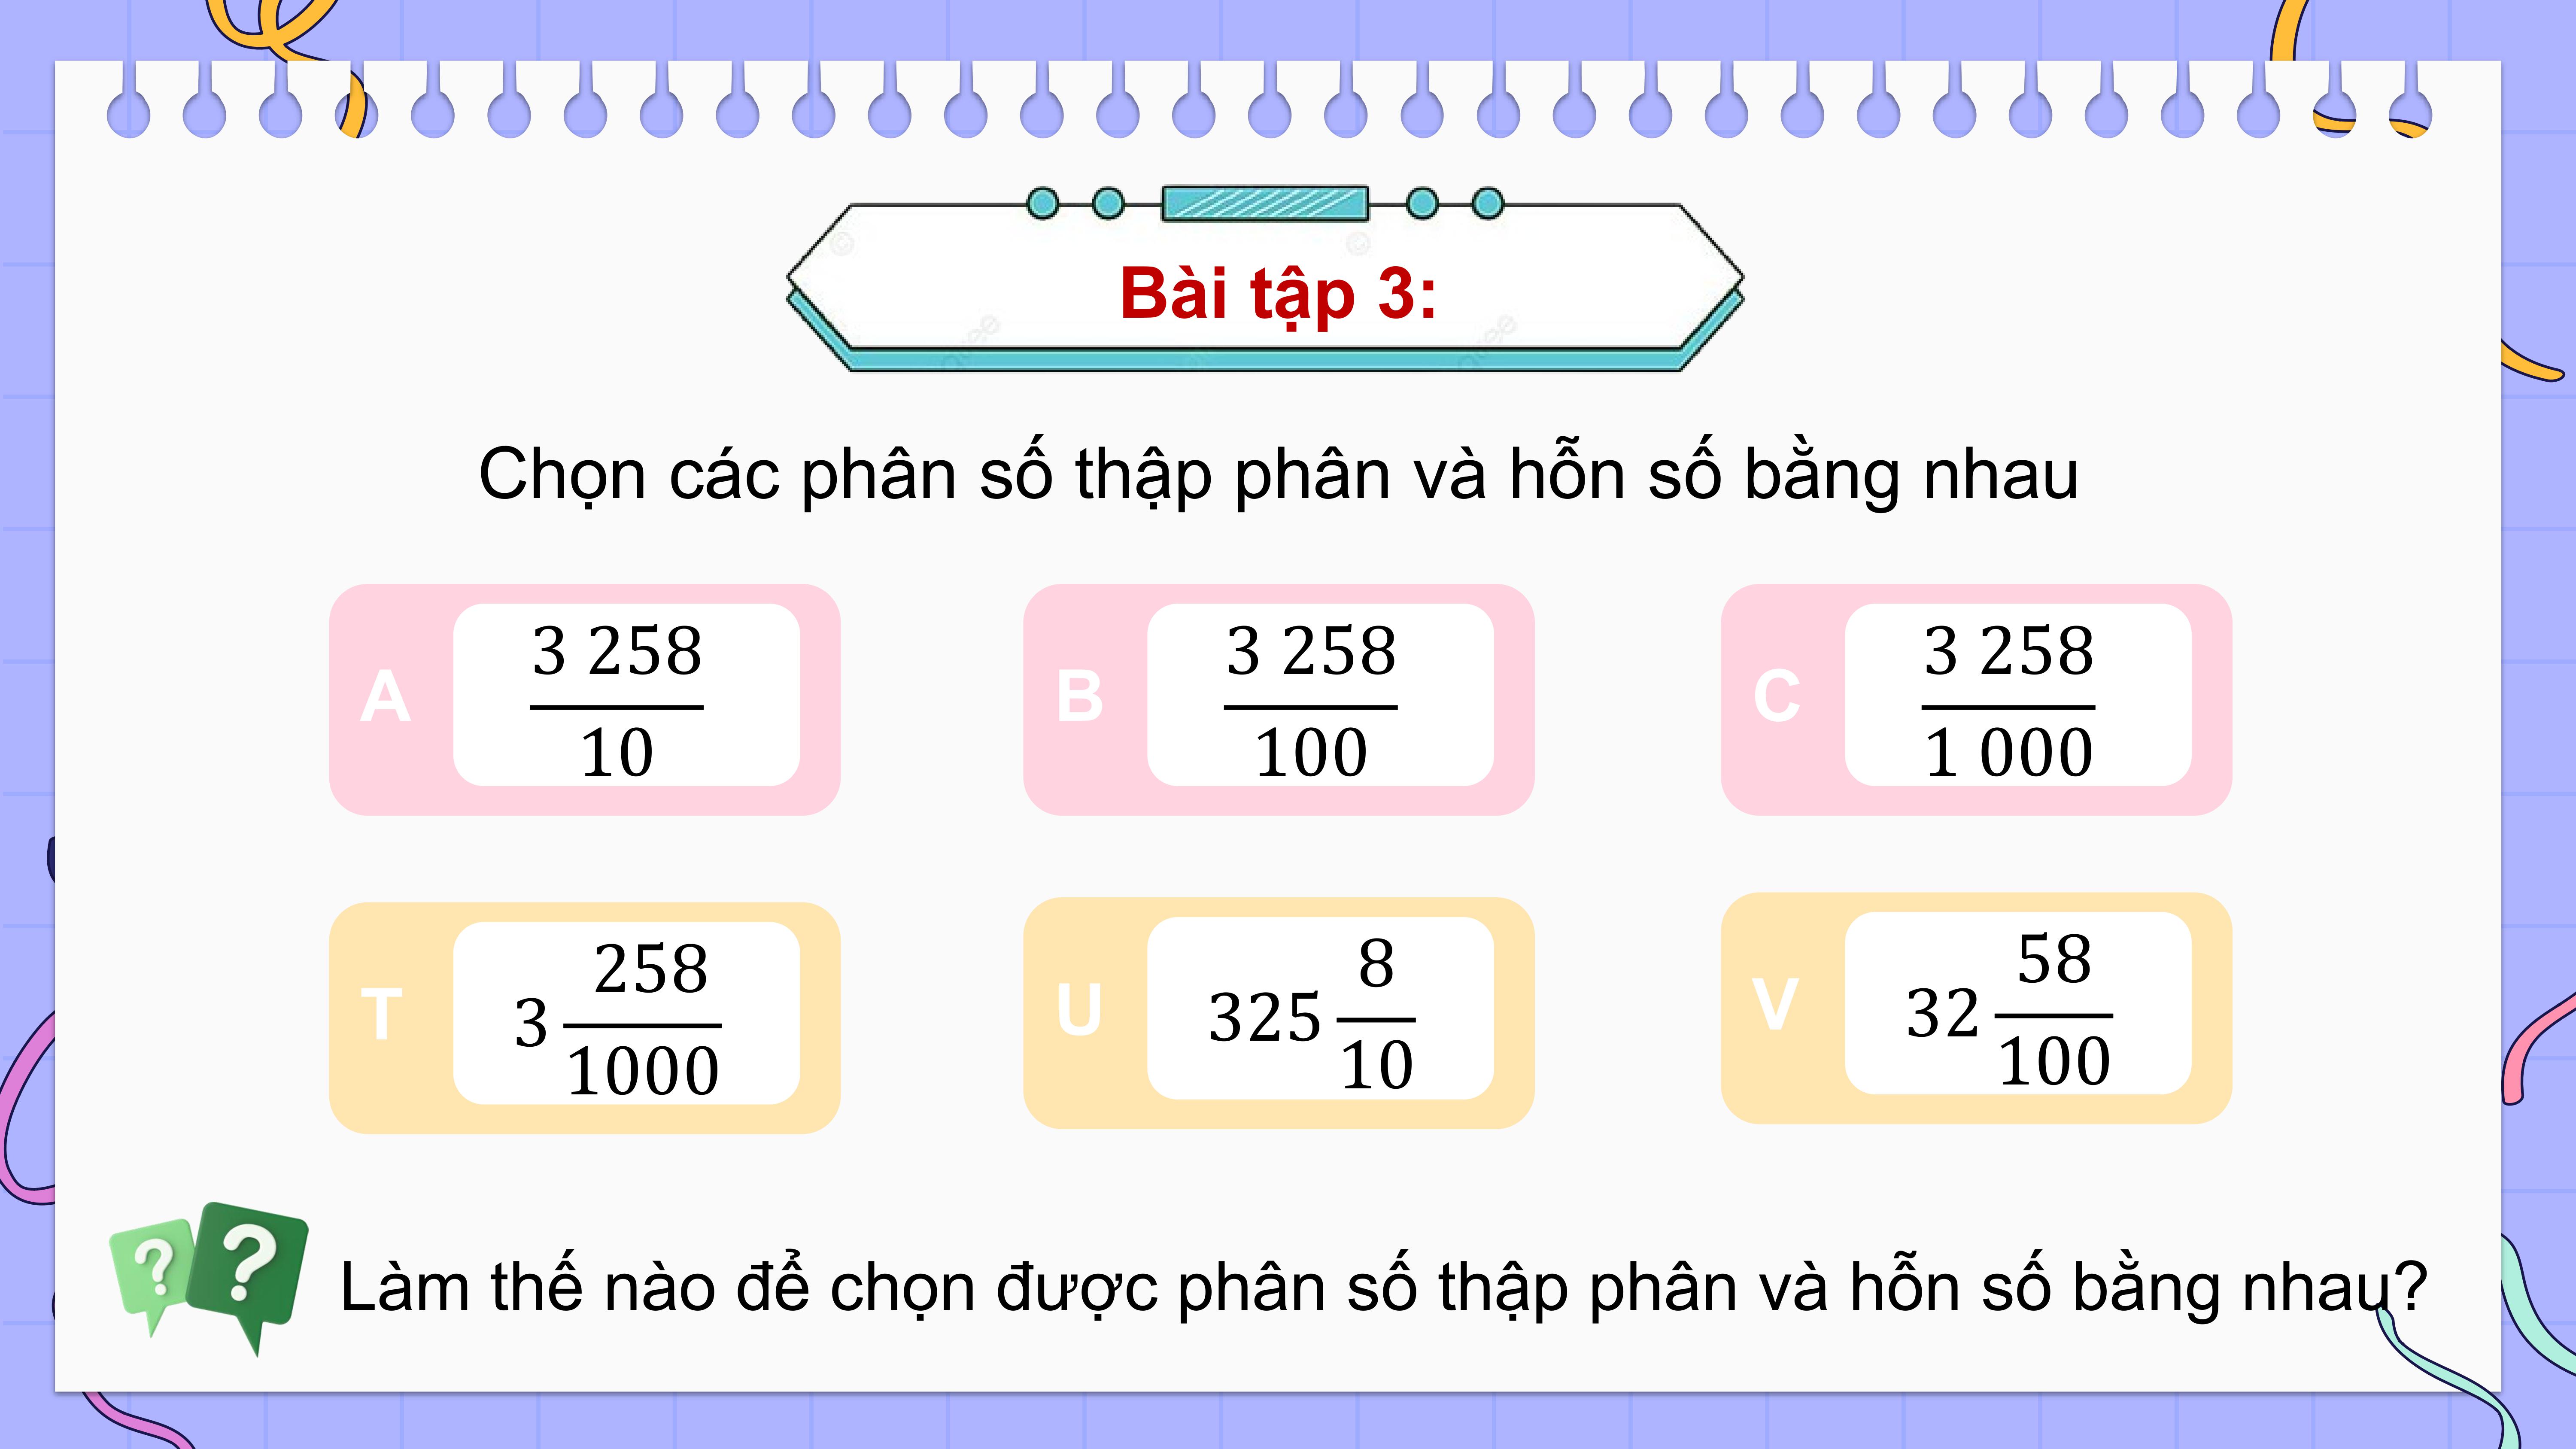 Bài tập 3:
Chọn các phân số thập phân và hỗn số bằng nhau
A 3 258/10
B 3 258/100
C 3 258/1 000
T 3 258/1000
U 325 8/10
V 32 58/100
? ?
Làm thế nào để chọn được phân số thập phân và hỗn số bằng nhau?